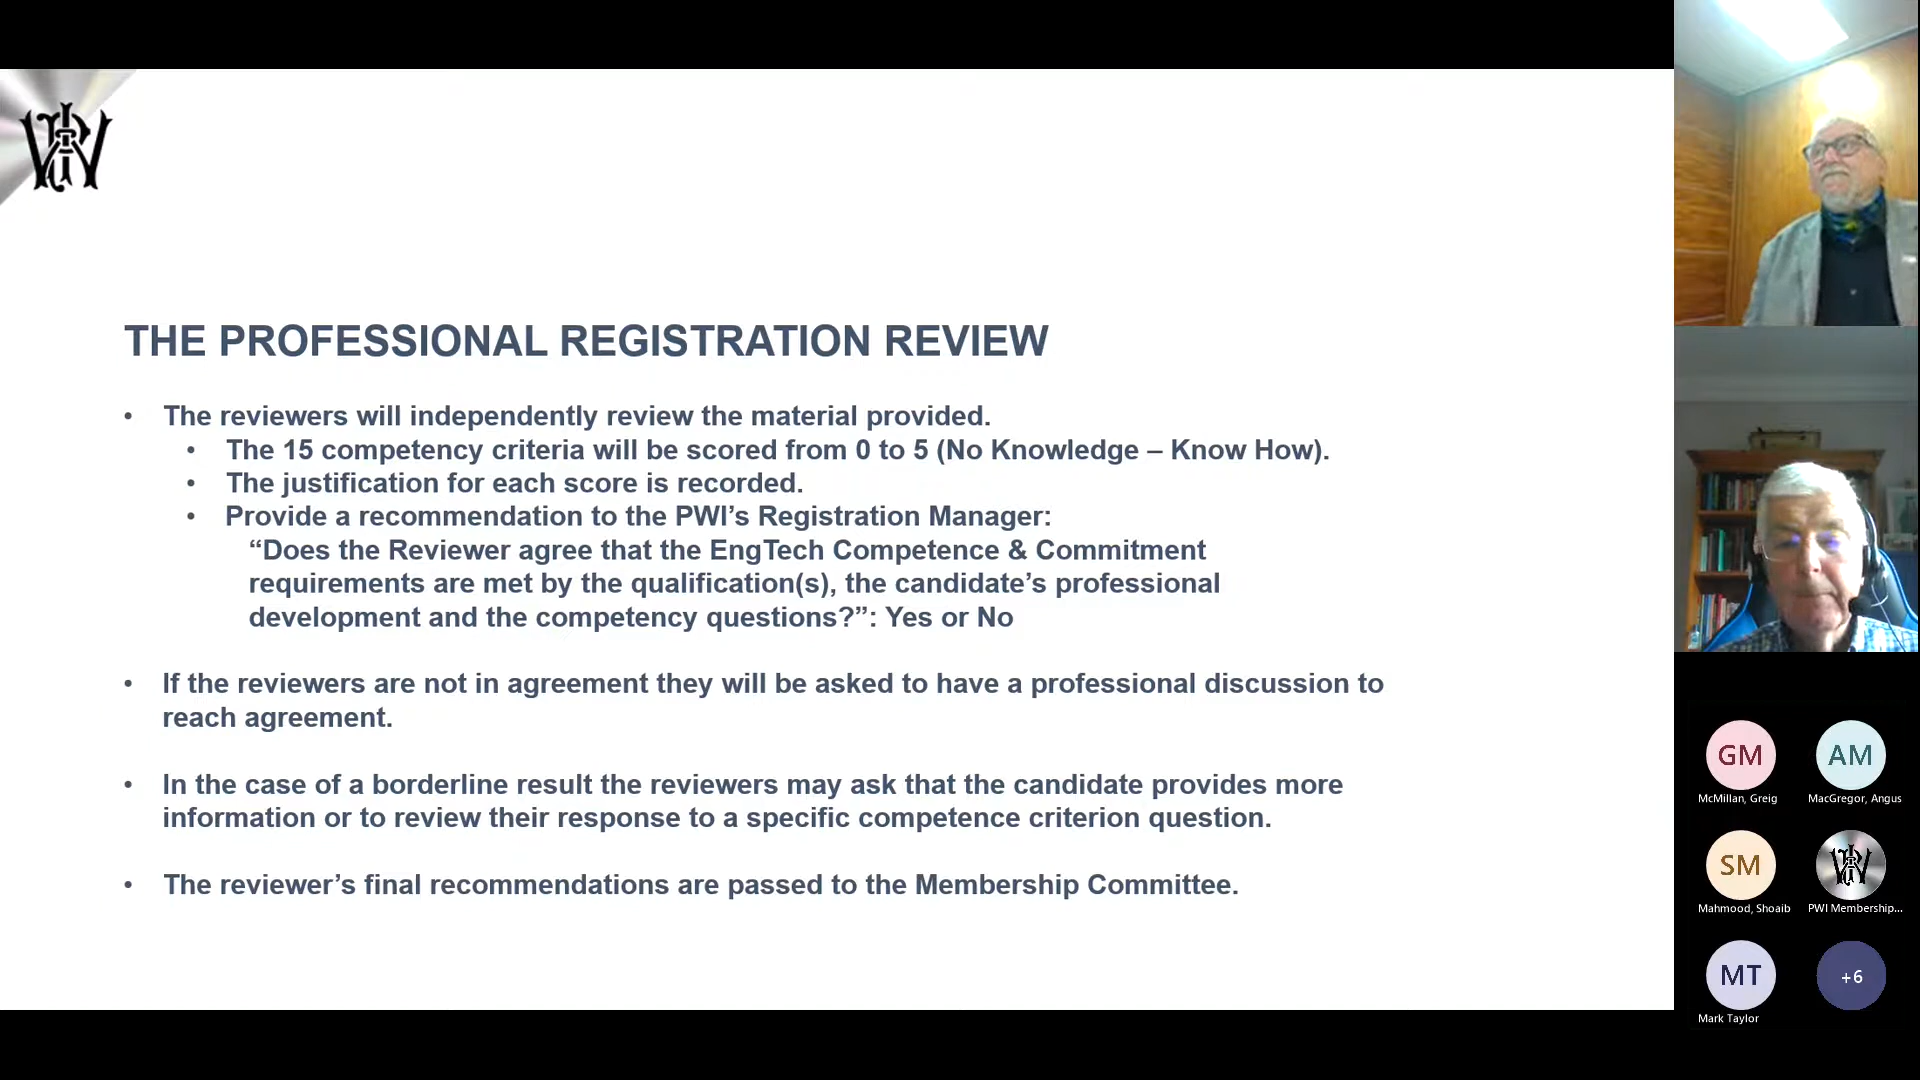 THE PROFESSIONAL REGISTRATION REVIEW
• The reviewers will independently review the material provided.
• The 15 competency criteria will be scored from 0 to 5 (No Knowledge – Know How).
• The justification for each score is recorded.
• Provide a recommendation to the PWI’s Registration Manager:
“Does the Reviewer agree that the EngTech Competence & Commitment
requirements are met by the qualification(s), the candidate’s professional
development and the competency questions?”: Yes or No
• If the reviewers are not in agreement they will be asked to have a professional discussion to
reach agreement.
• In the case of a borderline result the reviewers may ask that the candidate provides more
information or to review their response to a specific competence criterion question.
• The reviewer’s final recommendations are passed to the Membership Committee.
GM
McMillan, Greig
AM
MacGregor, Angus
SM
Mahmood, Shoaib
PWI Membership...
MT
Mark Taylor
+6